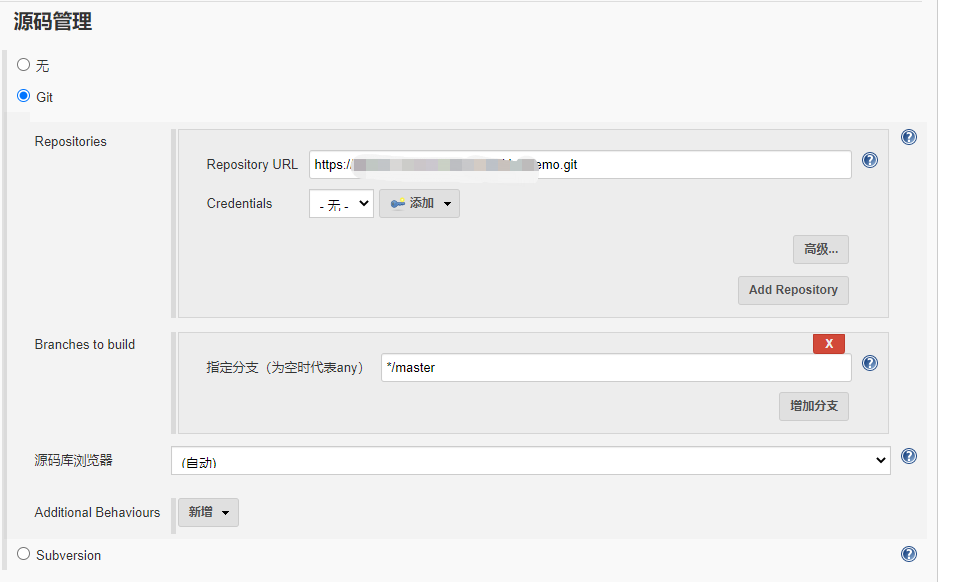 源码管理
无
Git
Repositories
Repository URL https:/ emo.git
Credentials - 无 - 添加
高级...
Add Repository
Branches to build
X
指定分支（为空时代表any） */master
增加分支
源码库浏览器 (自动)
Additional Behaviours 新增
Subversion